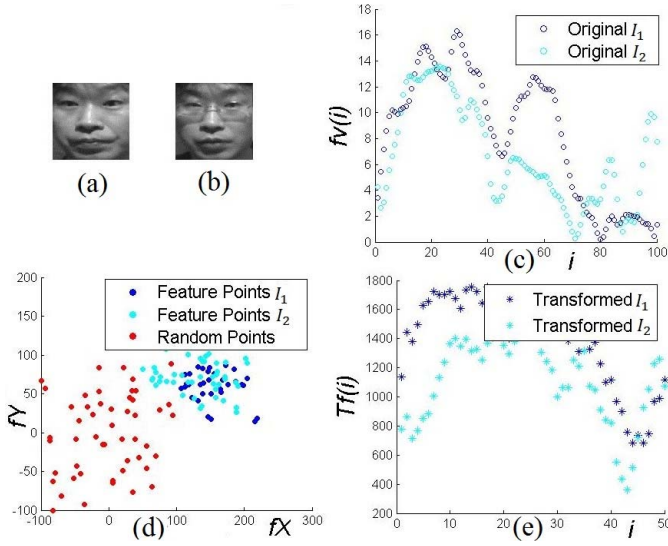 (a)
(b)
Original I₁
Original I₂
fv(i)
16
14
12
10
8
6
4
2
0
0 20 40 60 80 100
(c) i
Feature Points I₁
Feature Points I₂
Random Points
fY
200
150
100
50
0
-50
-100
-100 0 100 200 300
(d) fX
Transformed I₁
Transformed I₂
Tf(i)
1800
1600
1400
1200
1000
800
600
400
200
0 10 20 30 40 50
(e) i